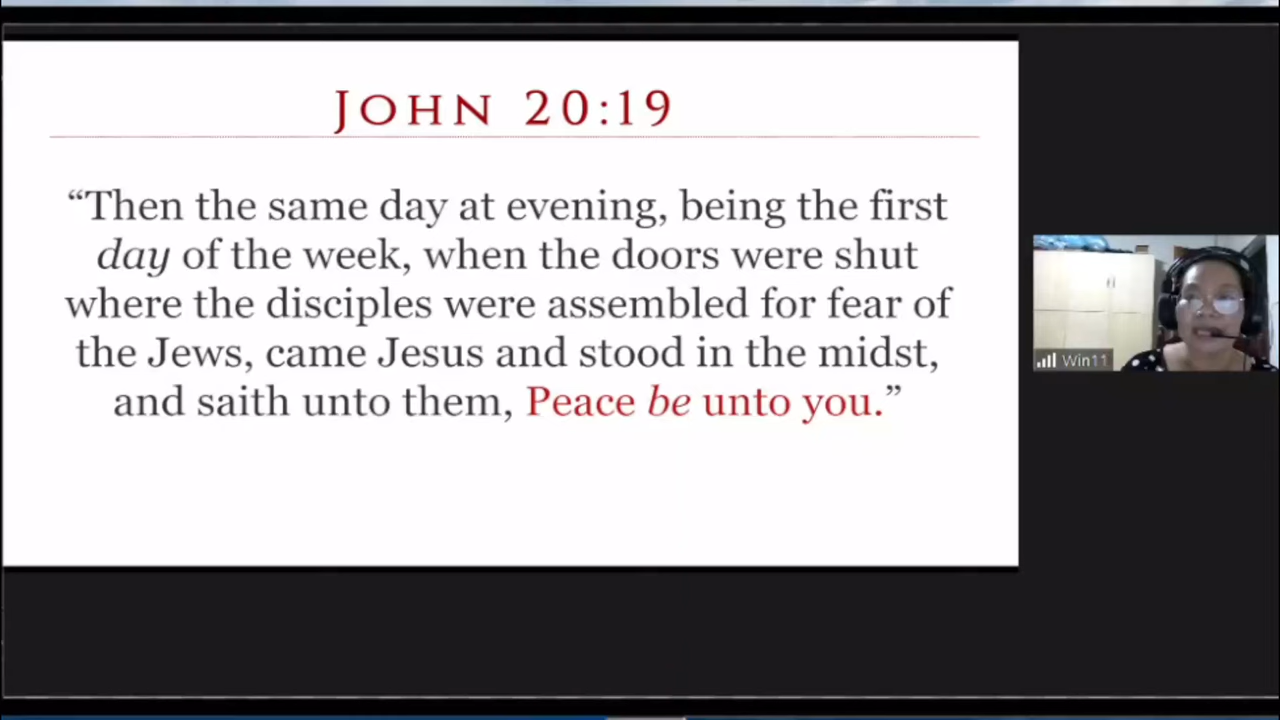 JOHN 20:19
“Then the same day at evening, being the first
day of the week, when the doors were shut
where the disciples were assembled for fear of
the Jews, came Jesus and stood in the midst,
and saith unto them, Peace be unto you.”
Win11